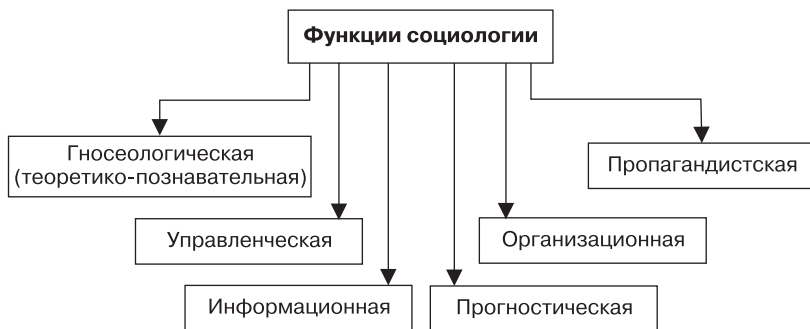 Функции социологии
Гносеологическая
(теоретико-познавательная)
Пропагандистская
Управленческая
Организационная
Информационная
Прогностическая